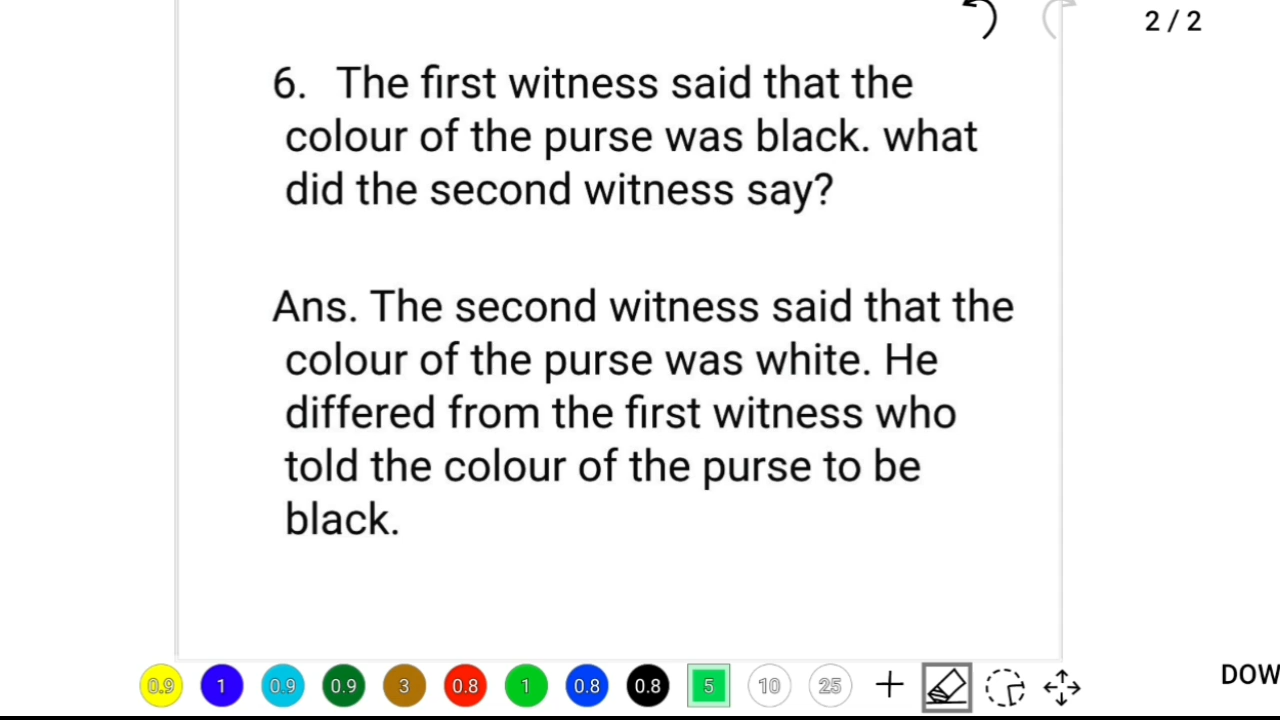 2 / 2
6. The first witness said that the
colour of the purse was black. what
did the second witness say?
Ans. The second witness said that the
colour of the purse was white. He
differed from the first witness who
told the colour of the purse to be
black.
0.9 1 0.9 0.9 3 0.8 1 0.8 0.8 5 10 25
DOW